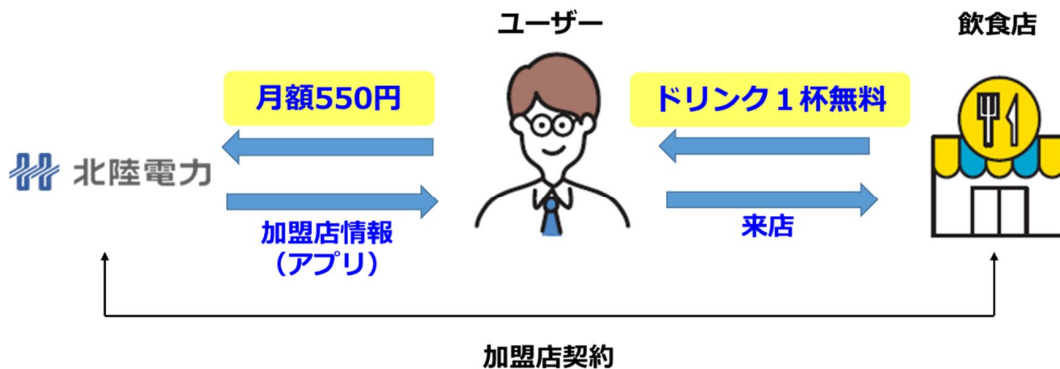 ユーザー
飲食店
月額550円
ドリンク１杯無料
北陸電力
加盟店情報
（アプリ）
来店
加盟店契約